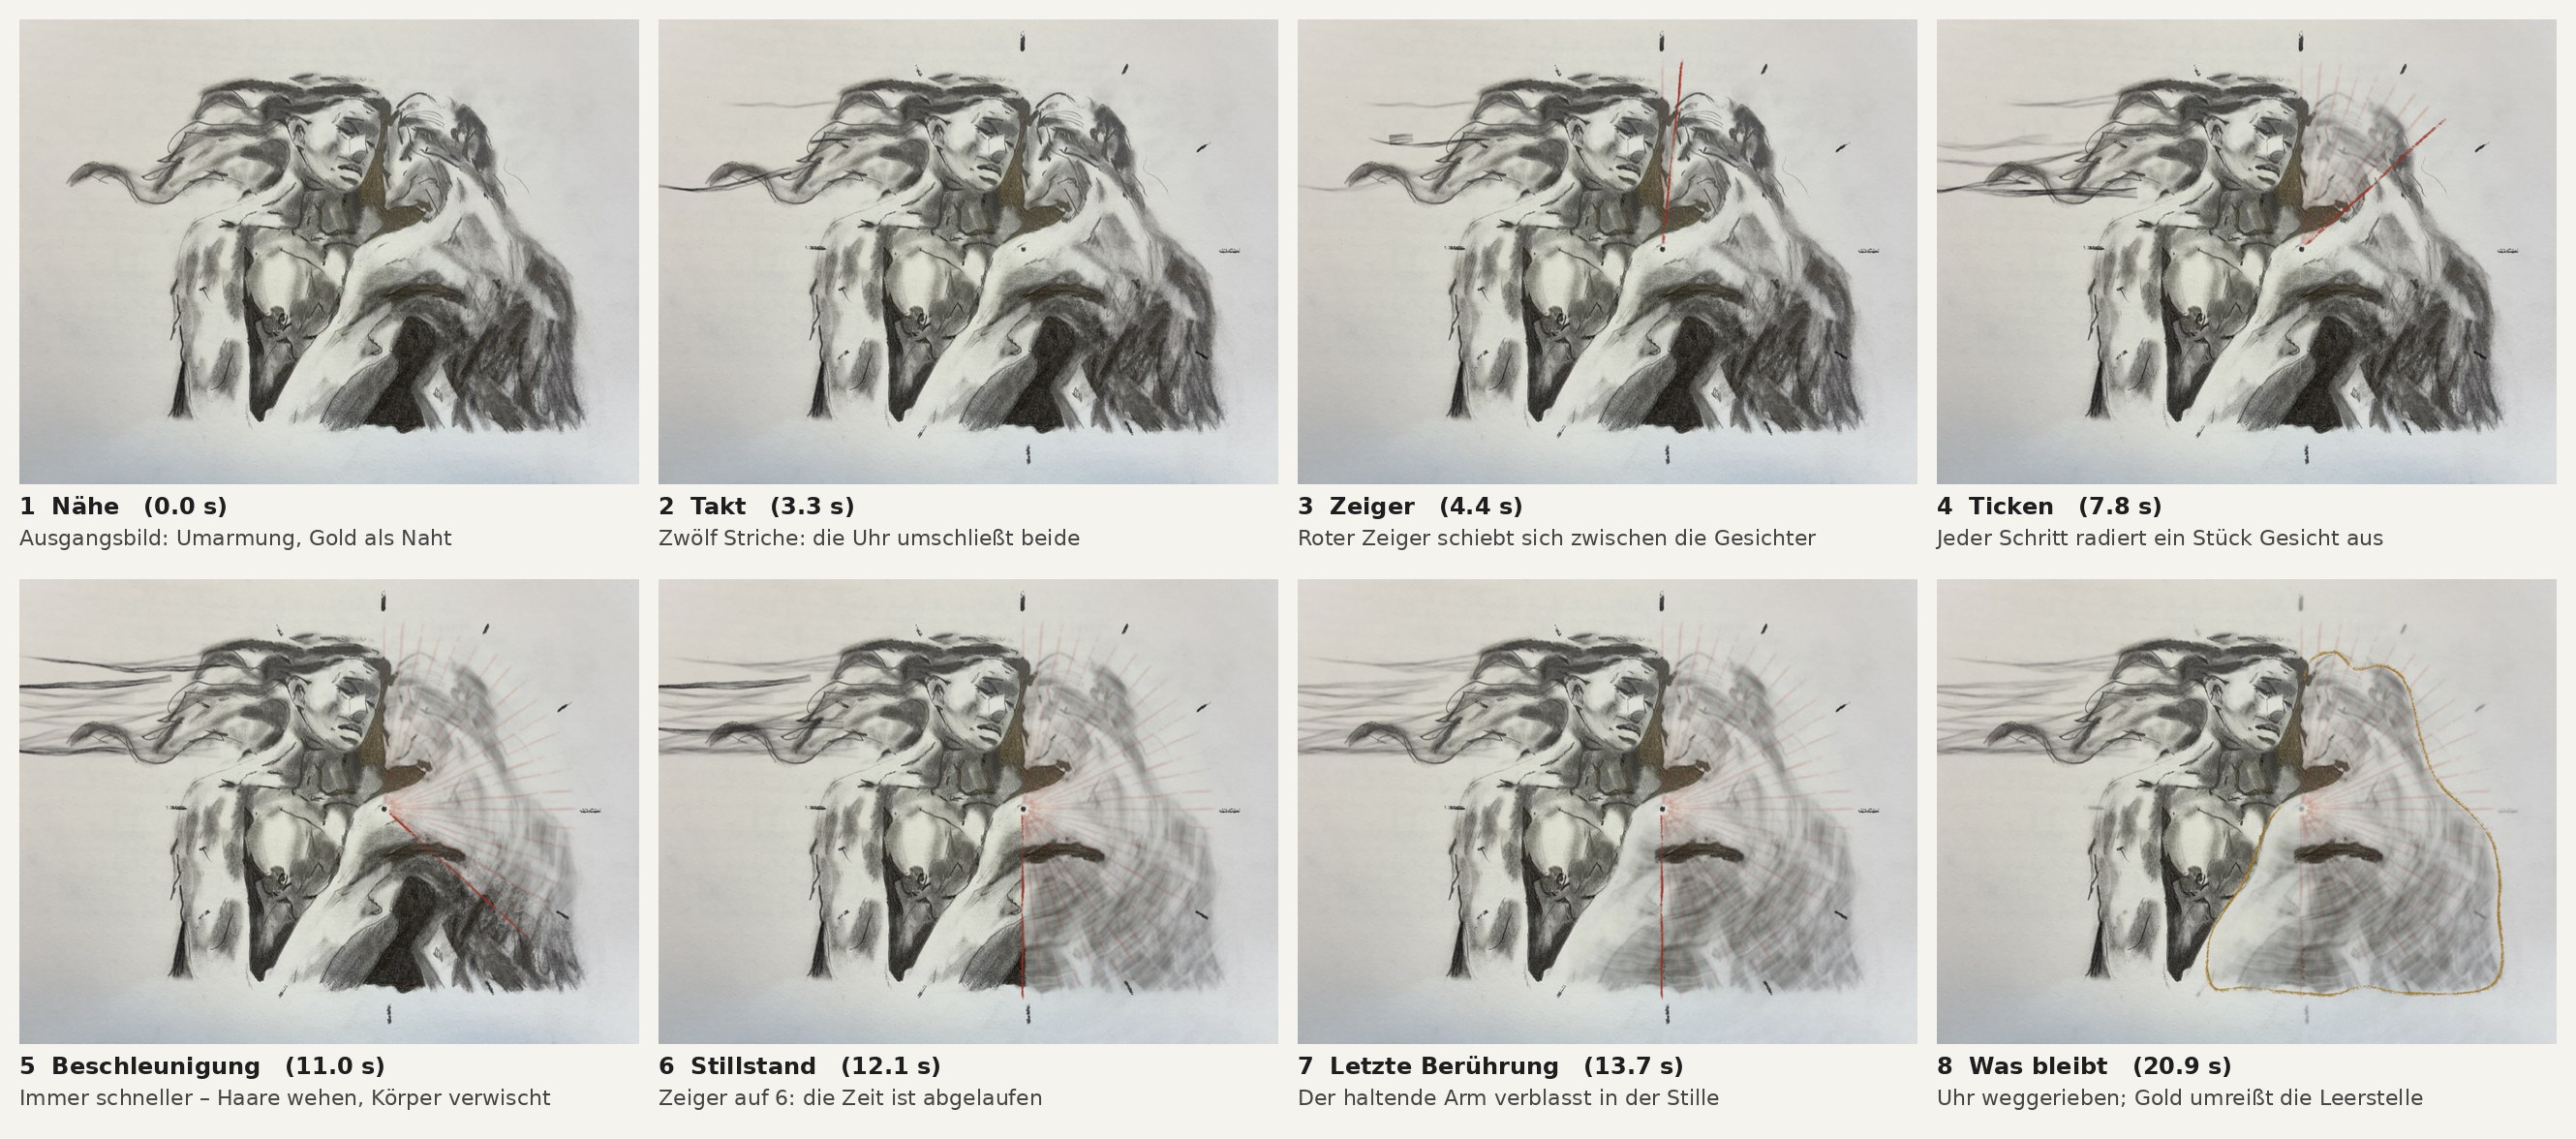 1 Nähe (0.0 s)
Ausgangsbild: Umarmung, Gold als Naht
2 Takt (3.3 s)
Zwölf Striche: die Uhr umschließt beide
3 Zeiger (4.4 s)
Roter Zeiger schiebt sich zwischen die Gesichter
4 Ticken (7.8 s)
Jeder Schritt radiert ein Stück Gesicht aus
5 Beschleunigung (11.0 s)
Immer schneller – Haare wehen, Körper verwischt
6 Stillstand (12.1 s)
Zeiger auf 6: die Zeit ist abgelaufen
7 Letzte Berührung (13.7 s)
Der haltende Arm verblasst in der Stille
8 Was bleibt (20.9 s)
Uhr weggerieben; Gold umreißt die Leerstelle